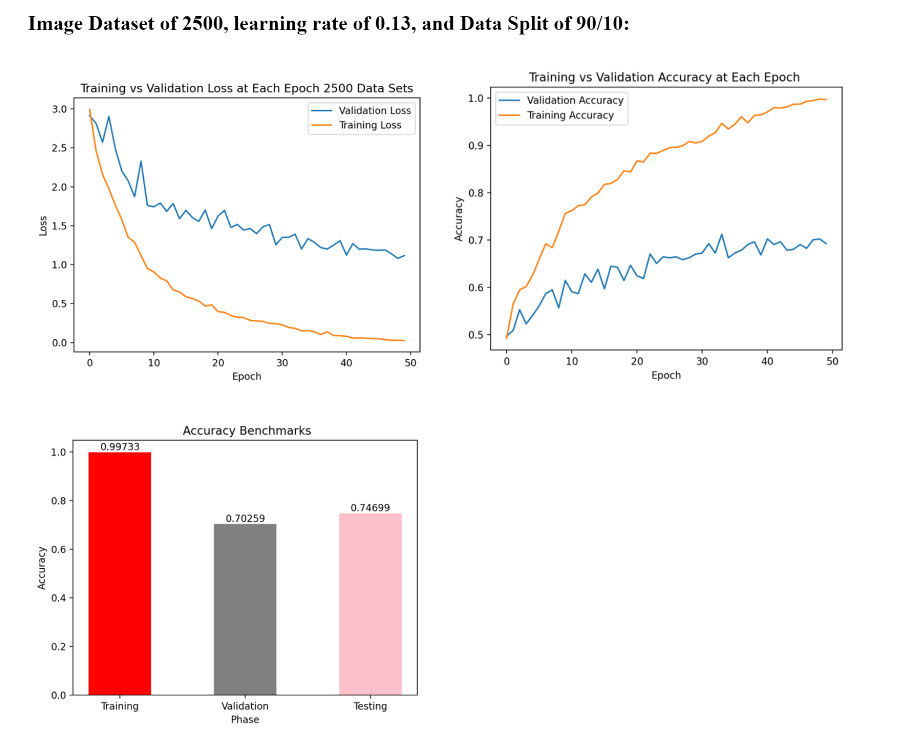 Image Dataset of 2500, learning rate of 0.13, and Data Split of 90/10:
Training vs Validation Loss at Each Epoch 2500 Data Sets
Validation Loss
Training Loss
3.0
2.5
2.0
1.5
1.0
0.5
0.0
Loss
0 10 20 30 40 50
Epoch
Training vs Validation Accuracy at Each Epoch
Validation Accuracy
Training Accuracy
1.0
0.9
0.8
0.7
0.6
0.5
Accuracy
0 10 20 30 40 50
Epoch
Accuracy Benchmarks
0.99733
0.70259
0.74699
1.0
0.8
0.6
0.4
0.2
0.0
Accuracy
Training Validation Testing
Phase